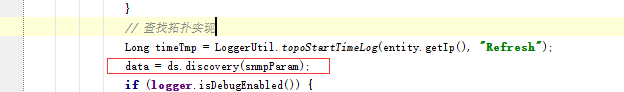 }
// 查找拓扑实现
Long timeTmp = LoggerUtil.topoStartTimeLog(entity.getIp(), "Refresh");
data = ds.discovery(snmpParam);
if (logger.isDebugEnabled()) {